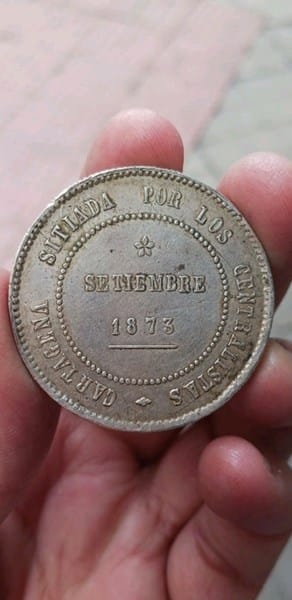 CARTAGENA SITIADA POR LOS CENTRALISTAS
SETIEMBRE
1873